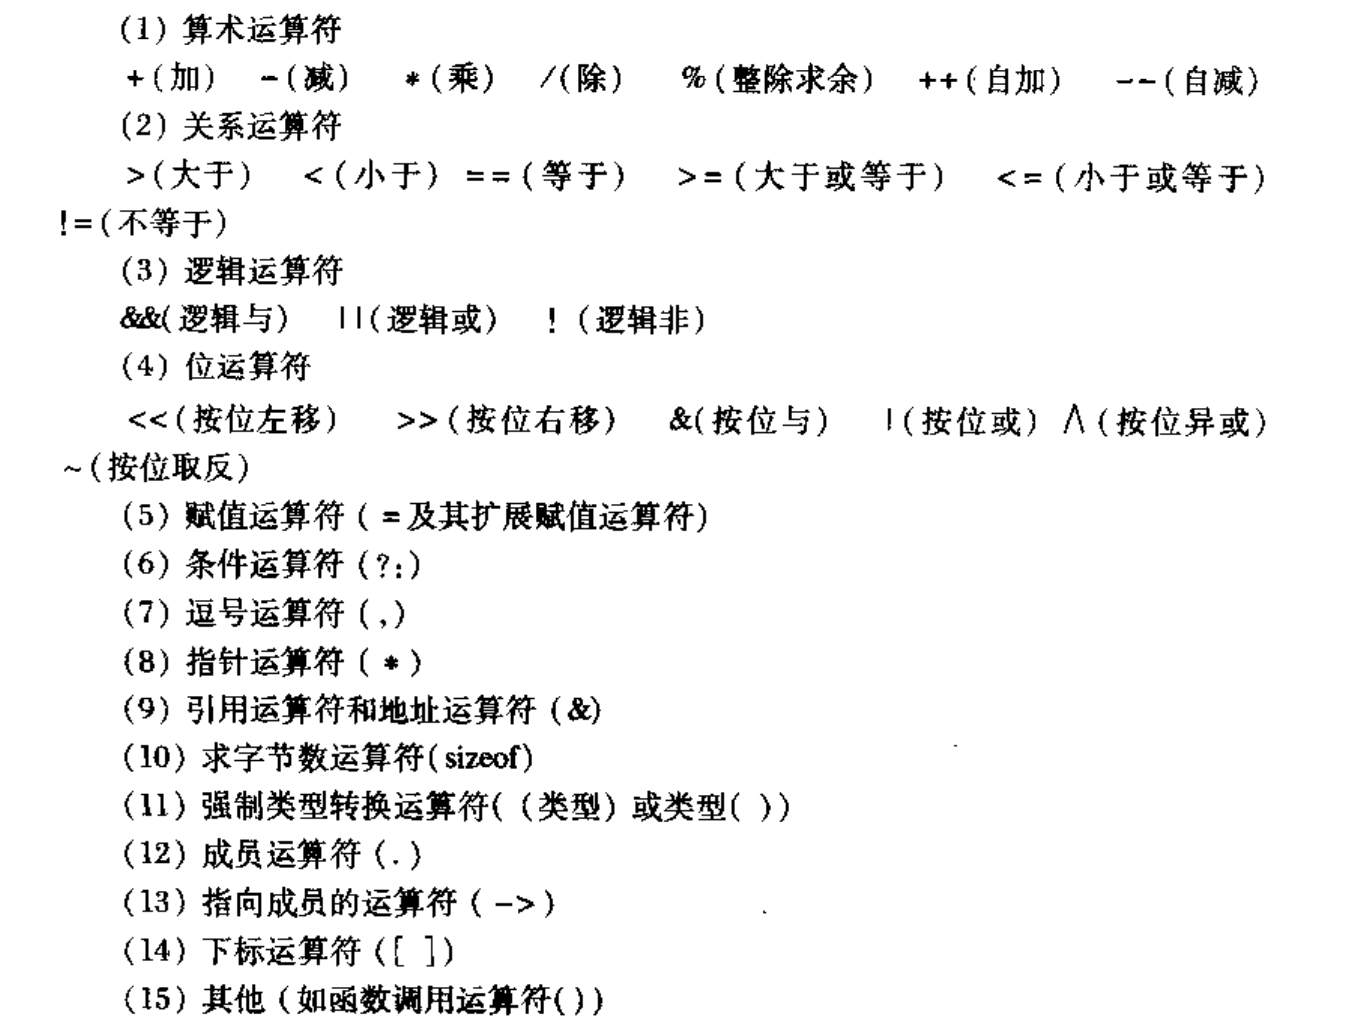 (1) 算术运算符
+(加) -(减) *(乘) /(除) %(整除求余) ++(自加) --(自减)
(2) 关系运算符
>(大于) <(小于) ==(等于) >=(大于或等于) <=(小于或等于)
!=(不等于)
(3) 逻辑运算符
&&(逻辑与) ||(逻辑或) ! (逻辑非)
(4) 位运算符
<<(按位左移) >>(按位右移) &(按位与) |(按位或) ∧(按位异或)
~(按位取反)
(5) 赋值运算符 (=及其扩展赋值运算符)
(6) 条件运算符 (?:)
(7) 逗号运算符 (,)
(8) 指针运算符 (*)
(9) 引用运算符和地址运算符 (&)
(10) 求字节数运算符(sizeof)
(11) 强制类型转换运算符( (类型) 或类型( ))
(12) 成员运算符 (.)
(13) 指向成员的运算符 (->)
(14) 下标运算符 ([ ])
(15) 其他 (如函数调用运算符())